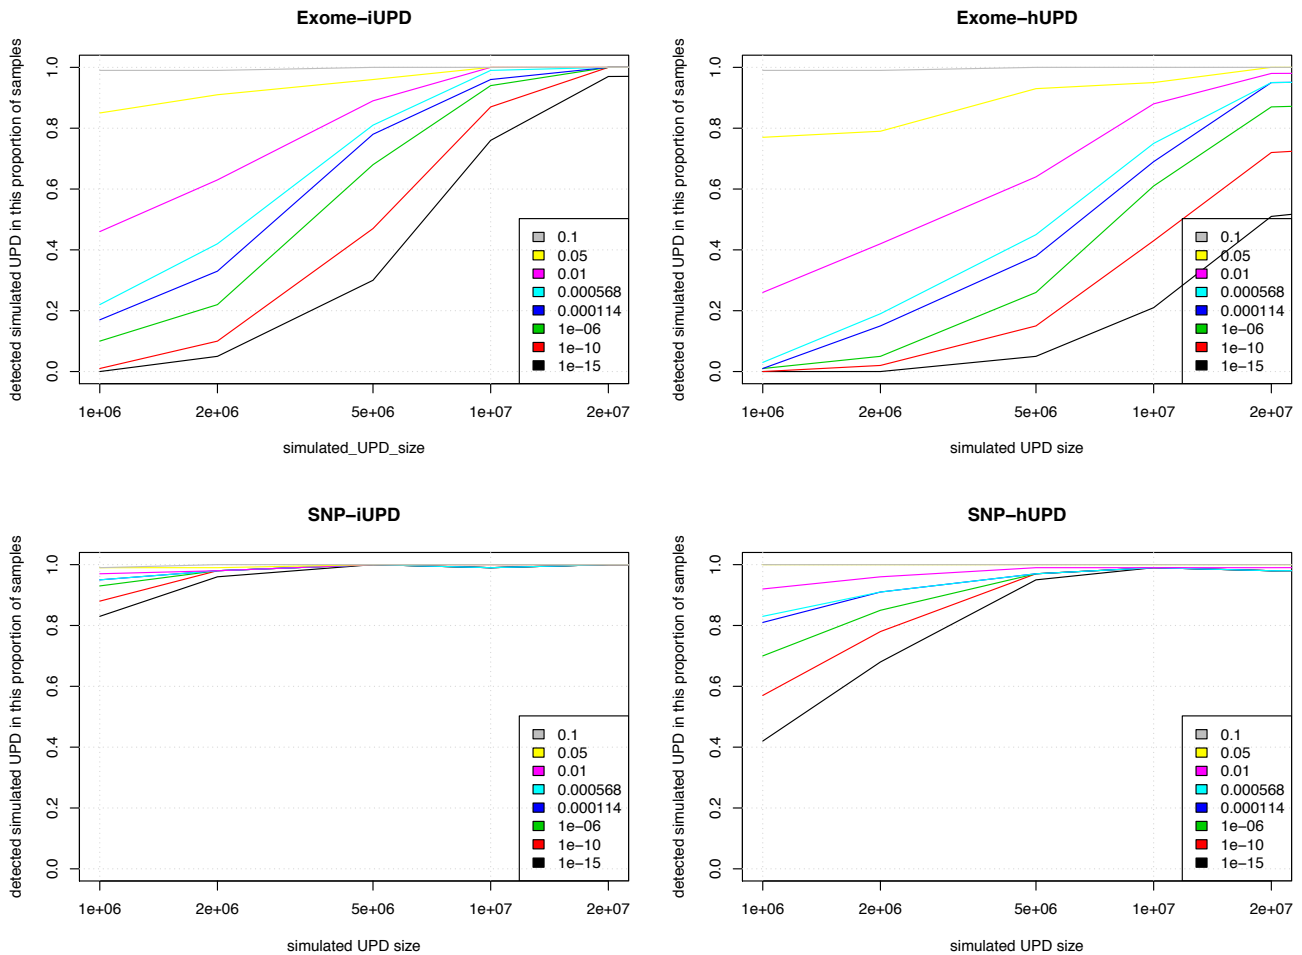 Exome−iUPD
detected simulated UPD in this proportion of samples
1.0
0.8
0.6
0.4
0.2
0.0
0.1
0.05
0.01
0.000568
0.000114
1e−06
1e−10
1e−15
1e+06 2e+06 5e+06 1e+07 2e+07
simulated_UPD_size
Exome−hUPD
detected simulated UPD in this proportion of samples
1.0
0.8
0.6
0.4
0.2
0.0
0.1
0.05
0.01
0.000568
0.000114
1e−06
1e−10
1e−15
1e+06 2e+06 5e+06 1e+07 2e+07
simulated UPD size
SNP−iUPD
detected simulated UPD in this proportion of samples
1.0
0.8
0.6
0.4
0.2
0.0
0.1
0.05
0.01
0.000568
0.000114
1e−06
1e−10
1e−15
1e+06 2e+06 5e+06 1e+07 2e+07
simulated UPD size
SNP−hUPD
detected simulated UPD in this proportion of samples
1.0
0.8
0.6
0.4
0.2
0.0
0.1
0.05
0.01
0.000568
0.000114
1e−06
1e−10
1e−15
1e+06 2e+06 5e+06 1e+07 2e+07
simulated UPD size